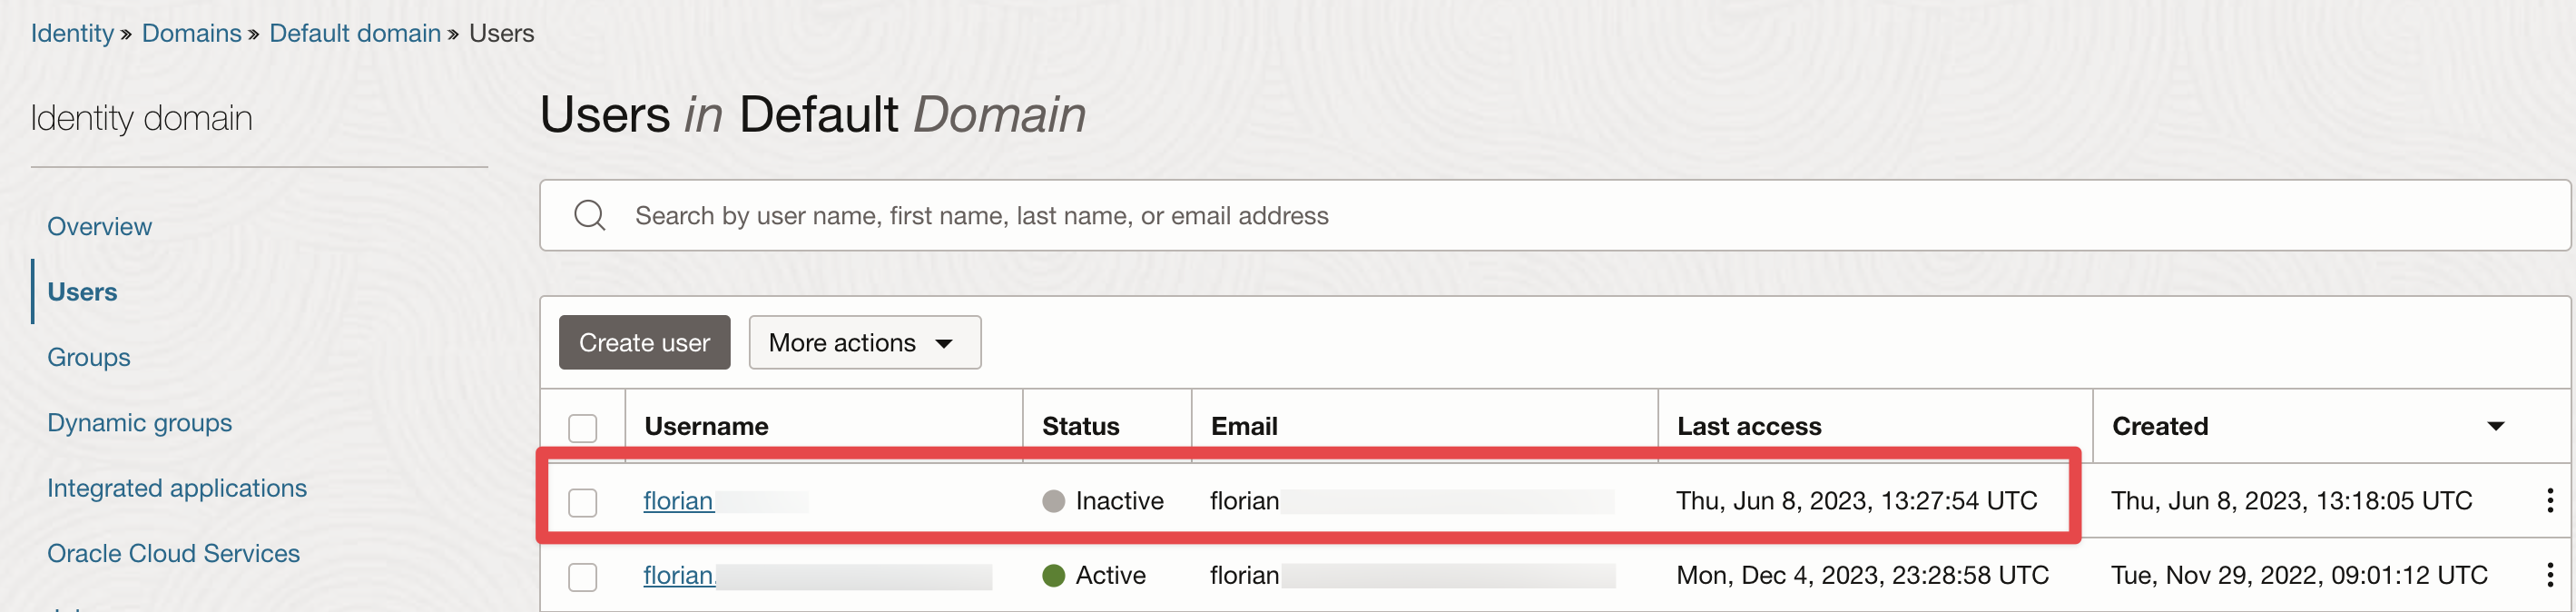 Identity » Domains » Default domain » Users
Identity domain
Overview
Users
Groups
Dynamic groups
Integrated applications
Oracle Cloud Services
Users in Default Domain
Search by user name, first name, last name, or email address
Create user More actions
Username Status Email Last access Created
florian Inactive florian Thu, Jun 8, 2023, 13:27:54 UTC Thu, Jun 8, 2023, 13:18:05 UTC
florian. Active florian Mon, Dec 4, 2023, 23:28:58 UTC Tue, Nov 29, 2022, 09:01:12 UTC